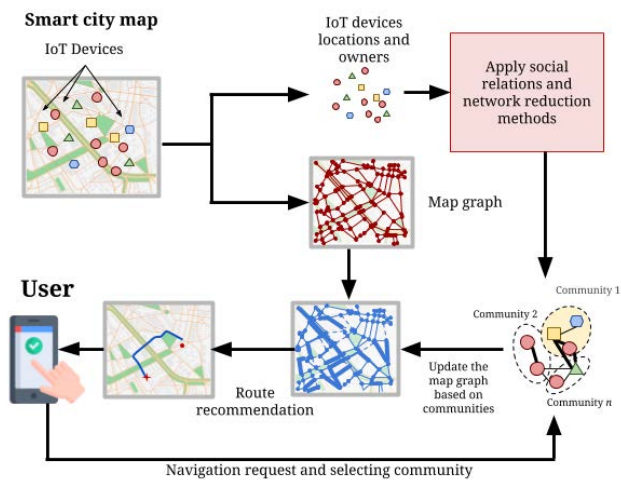 Smart city map
IoT Devices
IoT devices
locations and
owners
Apply social
relations and
network reduction
methods
Map graph
User
Community 1
Community 2
Community n
Update the
map graph
based on
communities
Route
recommendation
Navigation request and selecting community